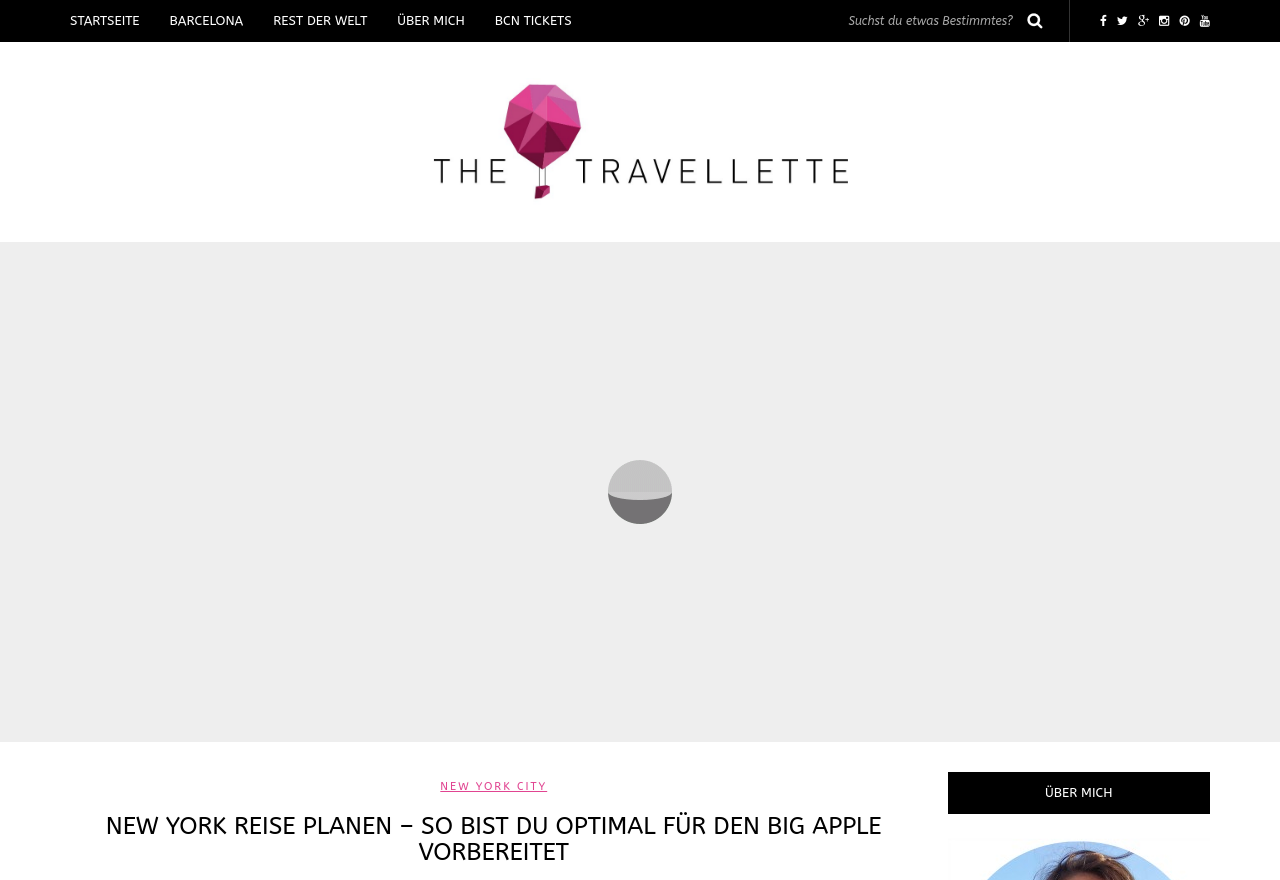 STARTSEITE BARCELONA REST DER WELT ÜBER MICH BCN TICKETS Suchst du etwas Bestimmtes?
THE TRAVELLETTE
NEW YORK CITY
NEW YORK REISE PLANEN – SO BIST DU OPTIMAL FÜR DEN BIG APPLE
VORBEREITET
ÜBER MICH